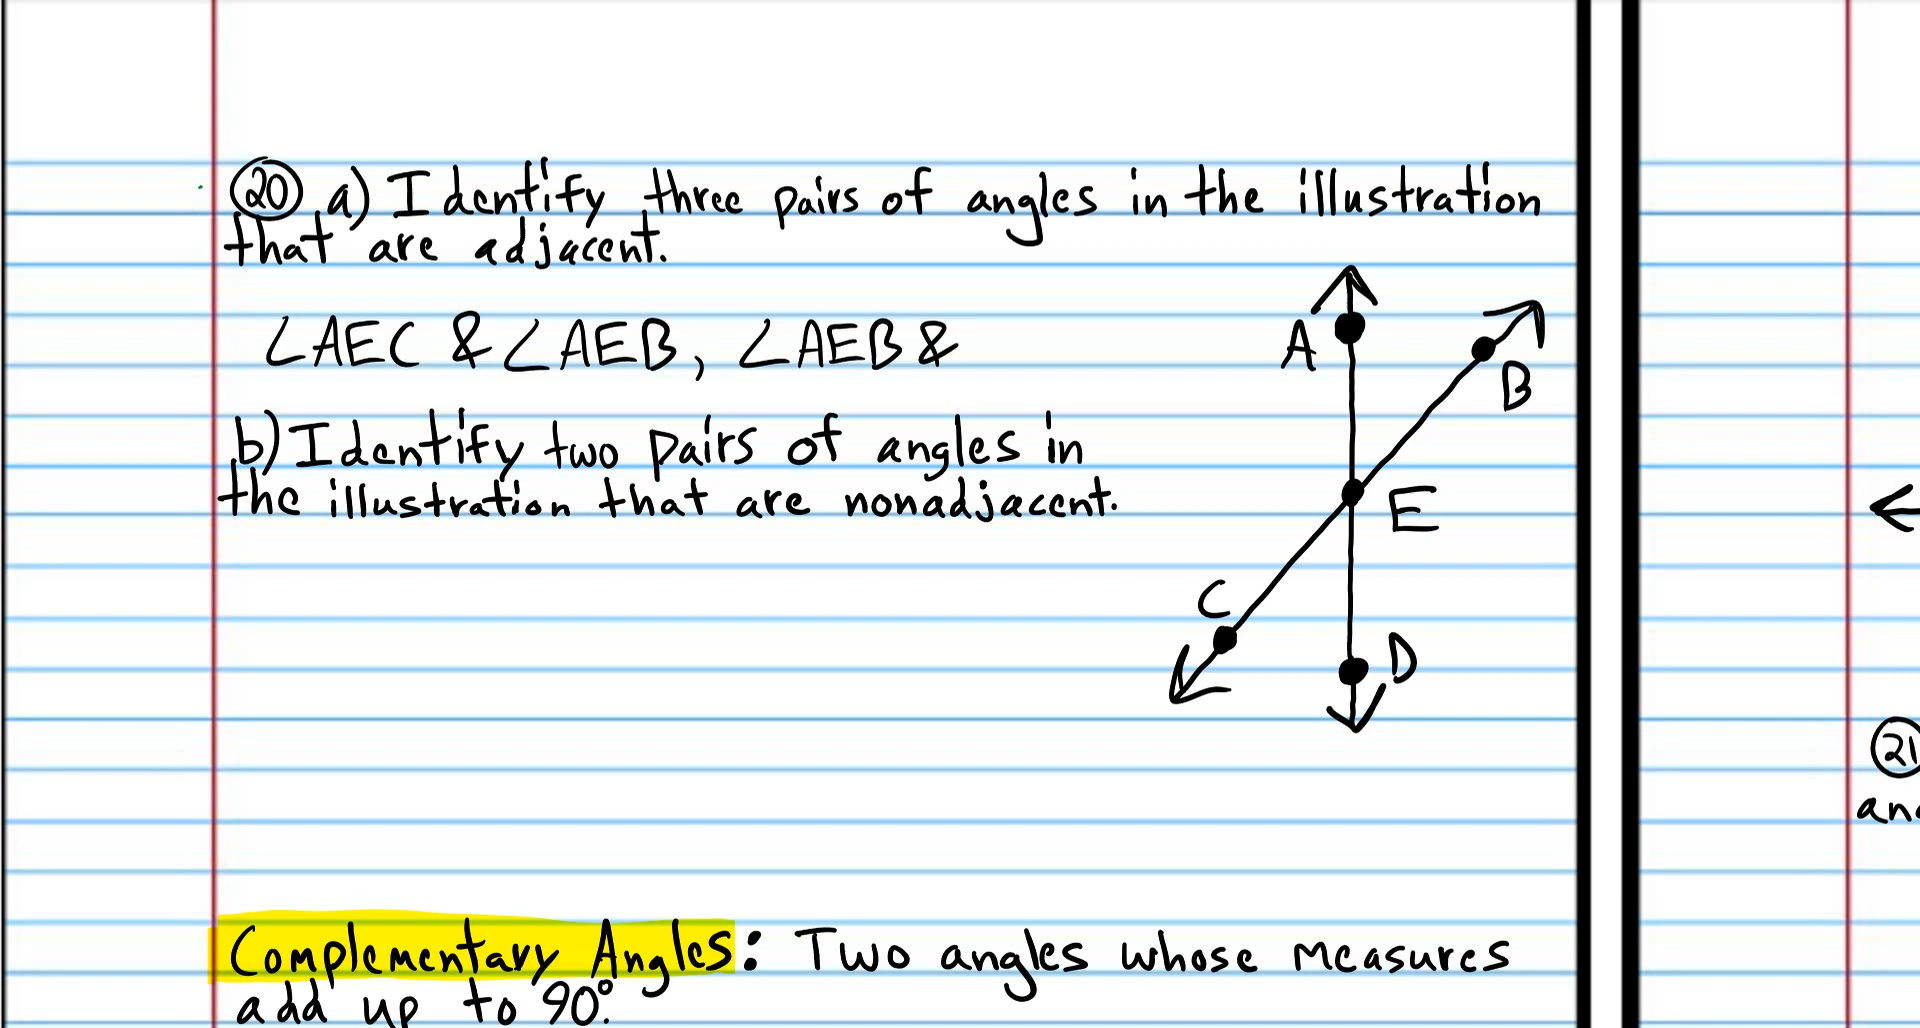 20 a) Identify three pairs of angles in the illustration
that are adjacent.
∠AEC & ∠AEB, ∠AEB &
b) Identify two pairs of angles in
the illustration that are nonadjacent.
A
B
E
C
D
Complementary Angles: Two angles whose measures
add up to 90°.
21